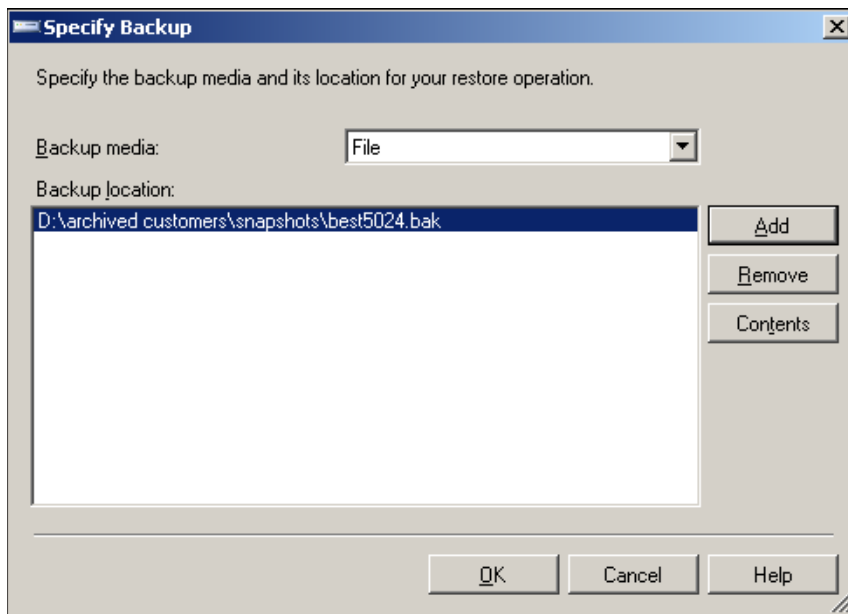 Specify Backup
Specify the backup media and its location for your restore operation.
Backup media: File
Backup location:
D:\archived customers\snapshots\best5024.bak
Add
Remove
Contents
OK Cancel Help